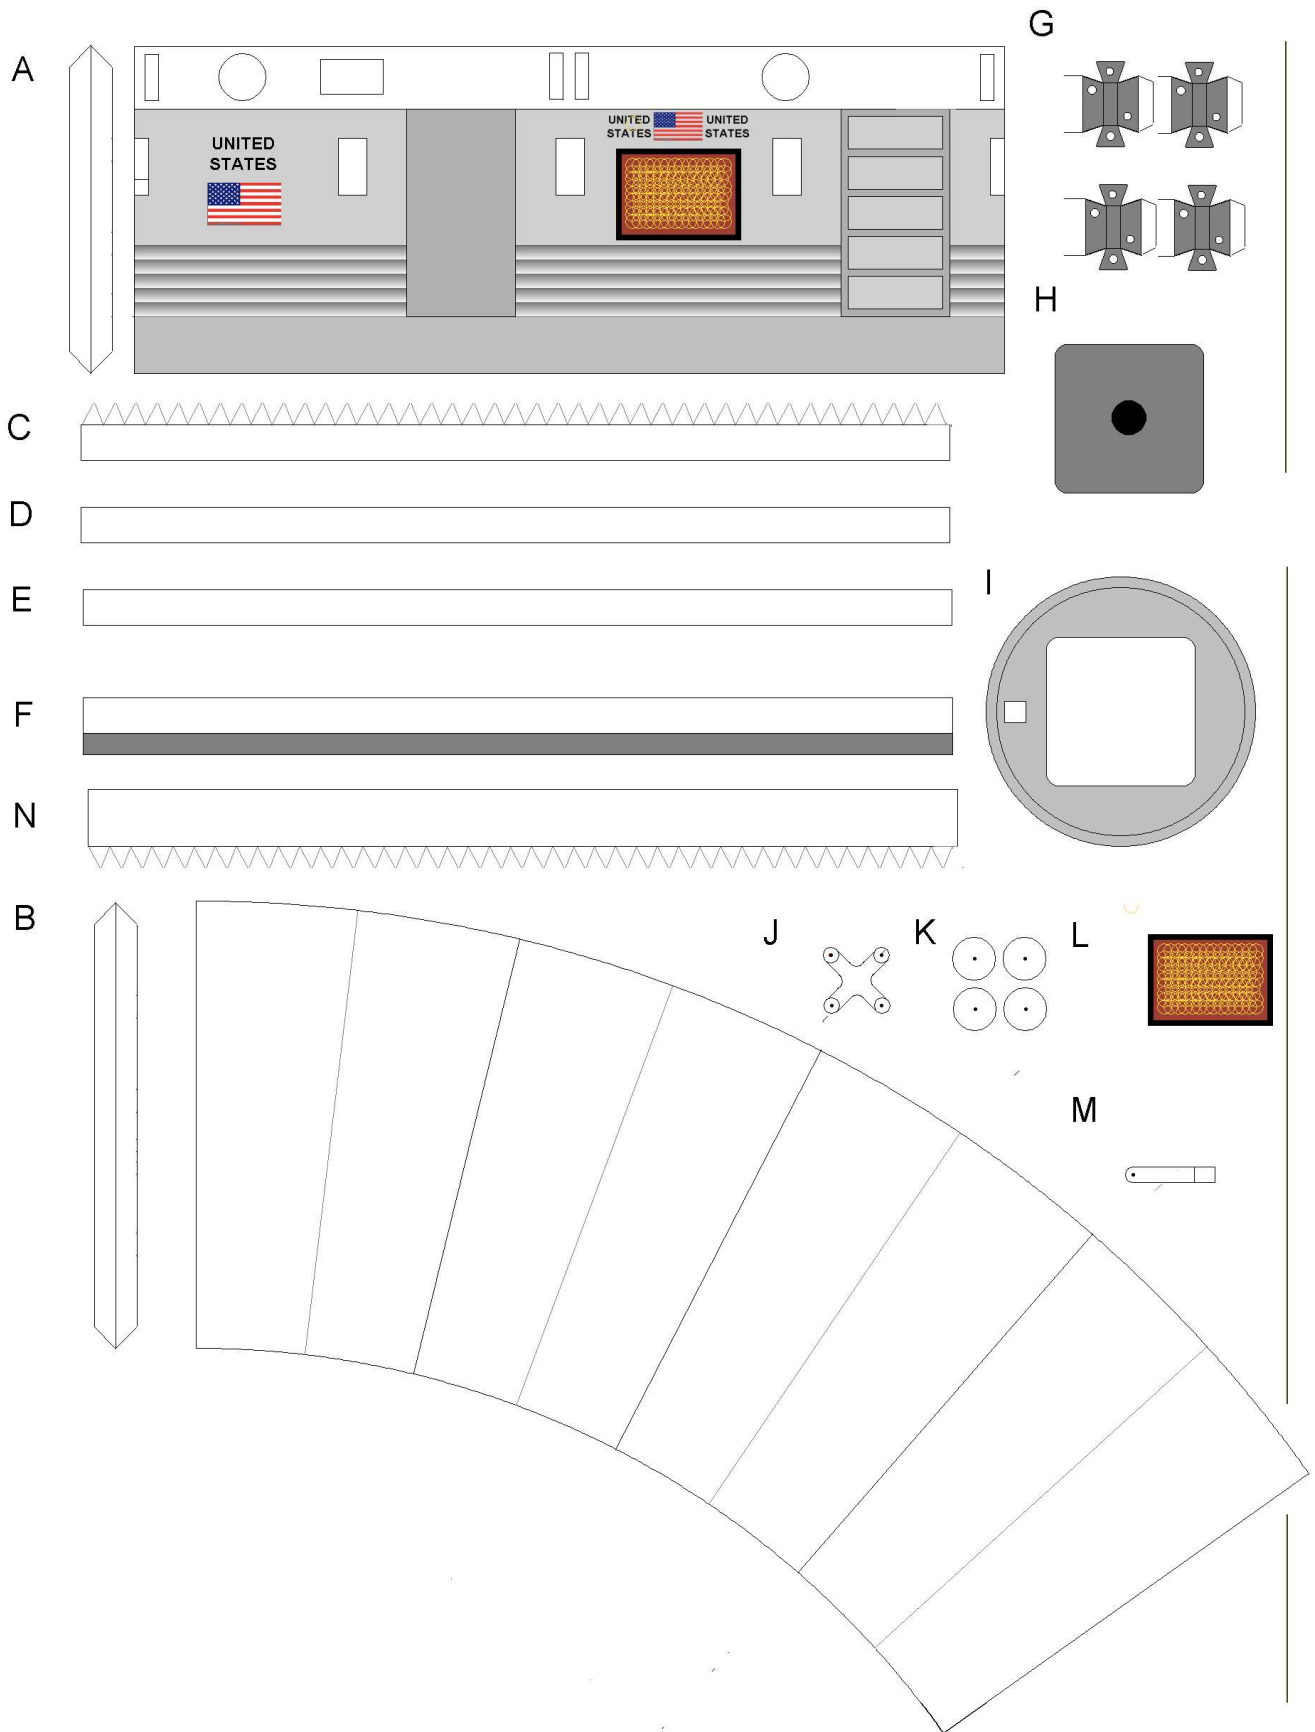 A
G
UNITED
STATES
UNITED UNITED
STATES STATES
H
C
D
E
I
F
N
B
J
K
L
M